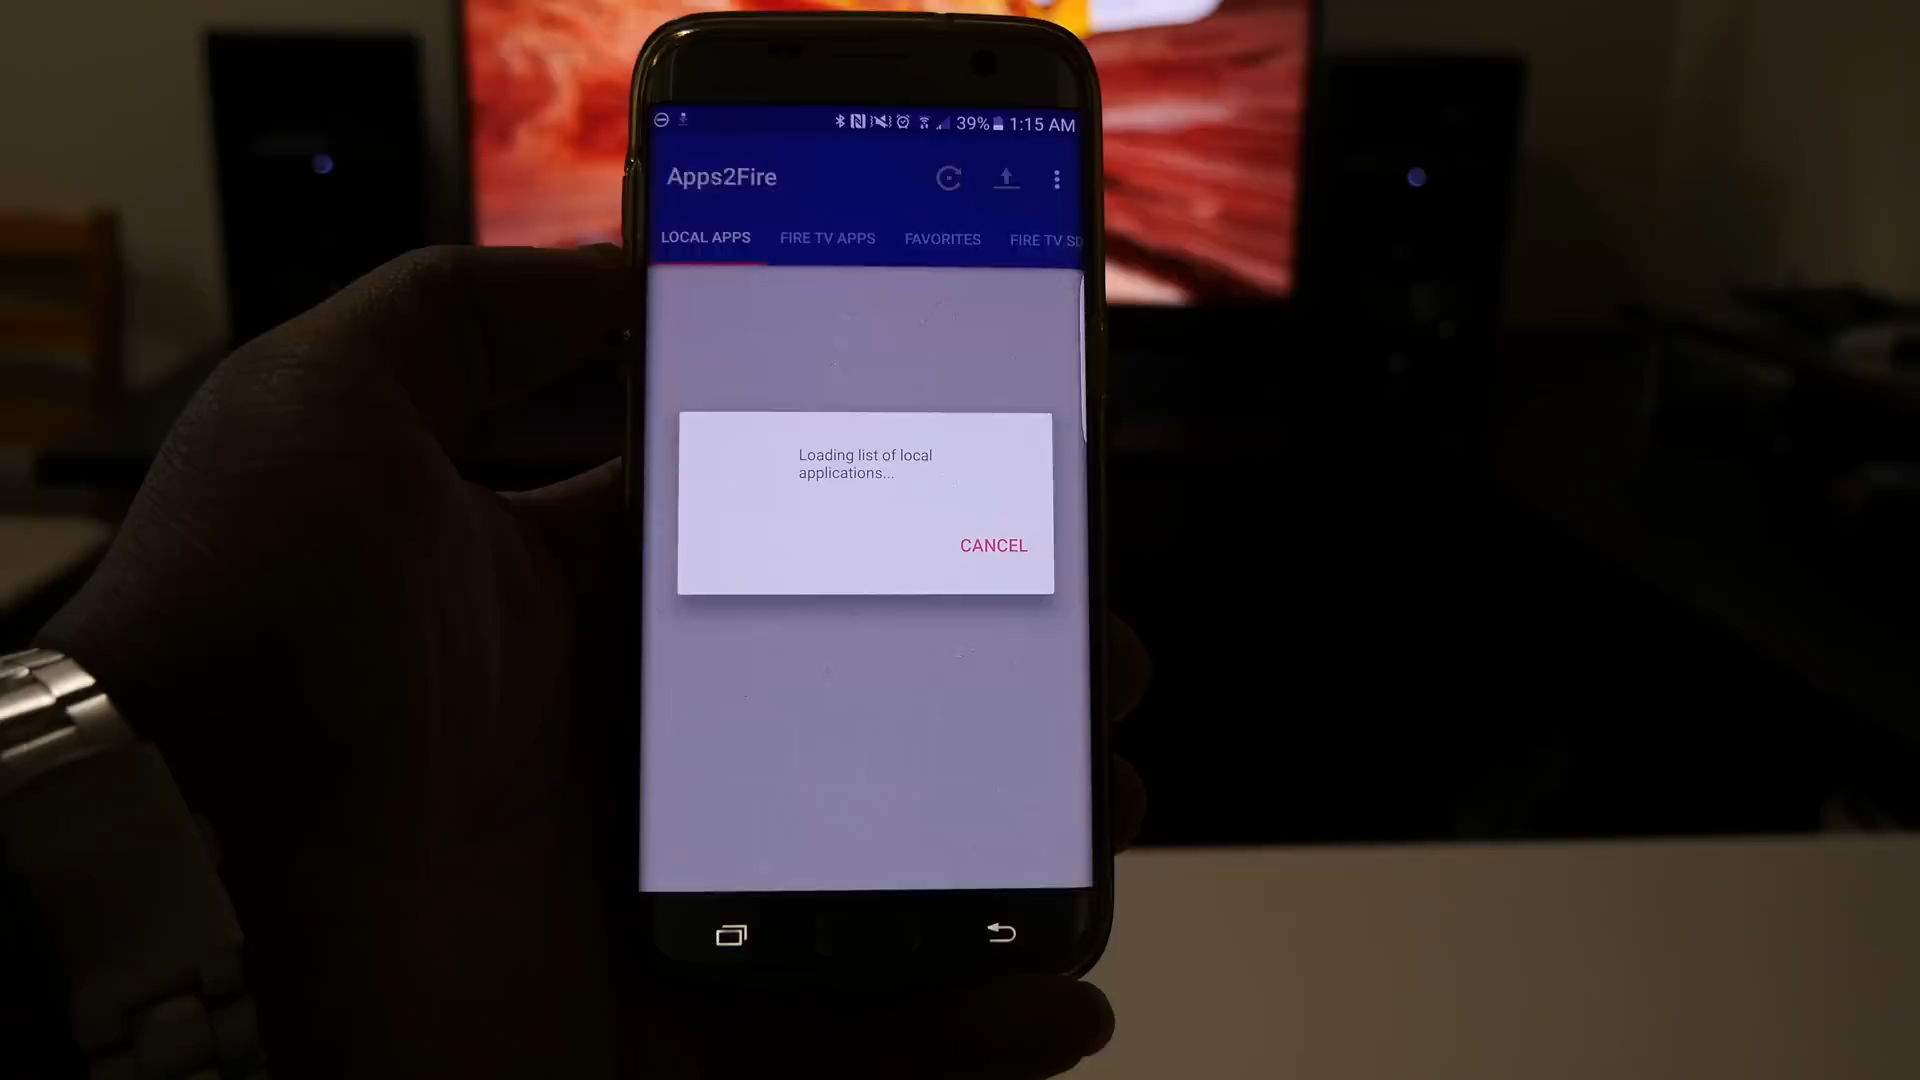 39% 1:15 AM
Apps2Fire
LOCAL APPS FIRE TV APPS FAVORITES FIRE TV SD
Loading list of local
applications...
CANCEL